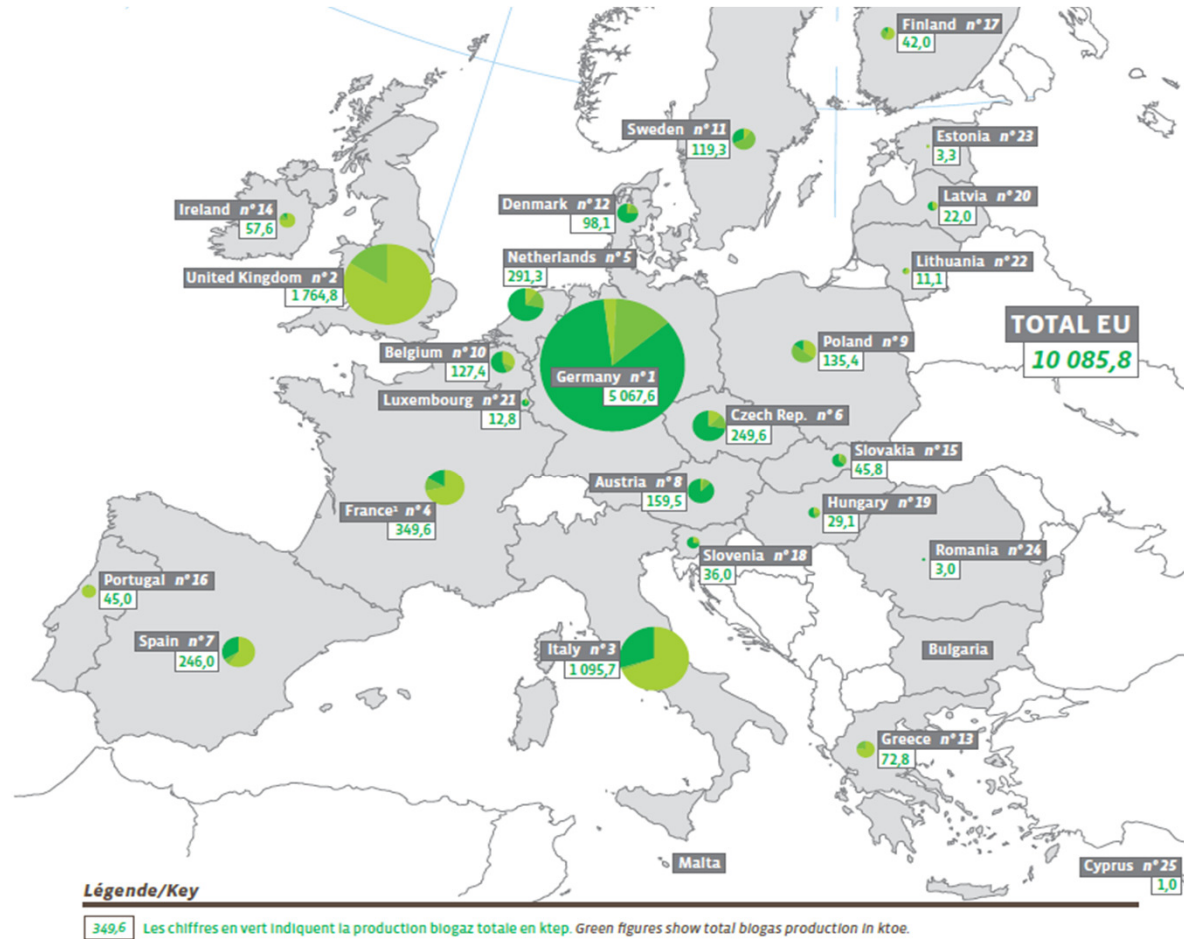 Finland n°17
42,0
Sweden n°11
119,3
Estonia n°23
3,3
Ireland n°14
57,6
Denmark n°12
98,1
Latvia n°20
22,0
United Kingdom n°2
1 764,8
Netherlands n°5
291,3
Lithuania n°22
11,1
TOTAL EU
10 085,8
Belgium n°10
127,4
Poland n°9
135,4
Germany n°1
5 067,6
Luxembourg n°21
12,8
Czech Rep. n°6
249,6
Slovakia n°15
45,8
Austria n°8
159,5
France¹ n°4
349,6
Hungary n°19
29,1
Slovenia n°18
36,0
Romania n°24
3,0
Portugal n°16
45,0
Spain n°7
246,0
Italy n°3
1 095,7
Bulgaria
Greece n°13
72,8
Malta
Cyprus n°25
1,0
Légende/Key
349,6 Les chiffres en vert indiquent la production biogaz totale en ktep. Green figures show total biogas production in ktoe.